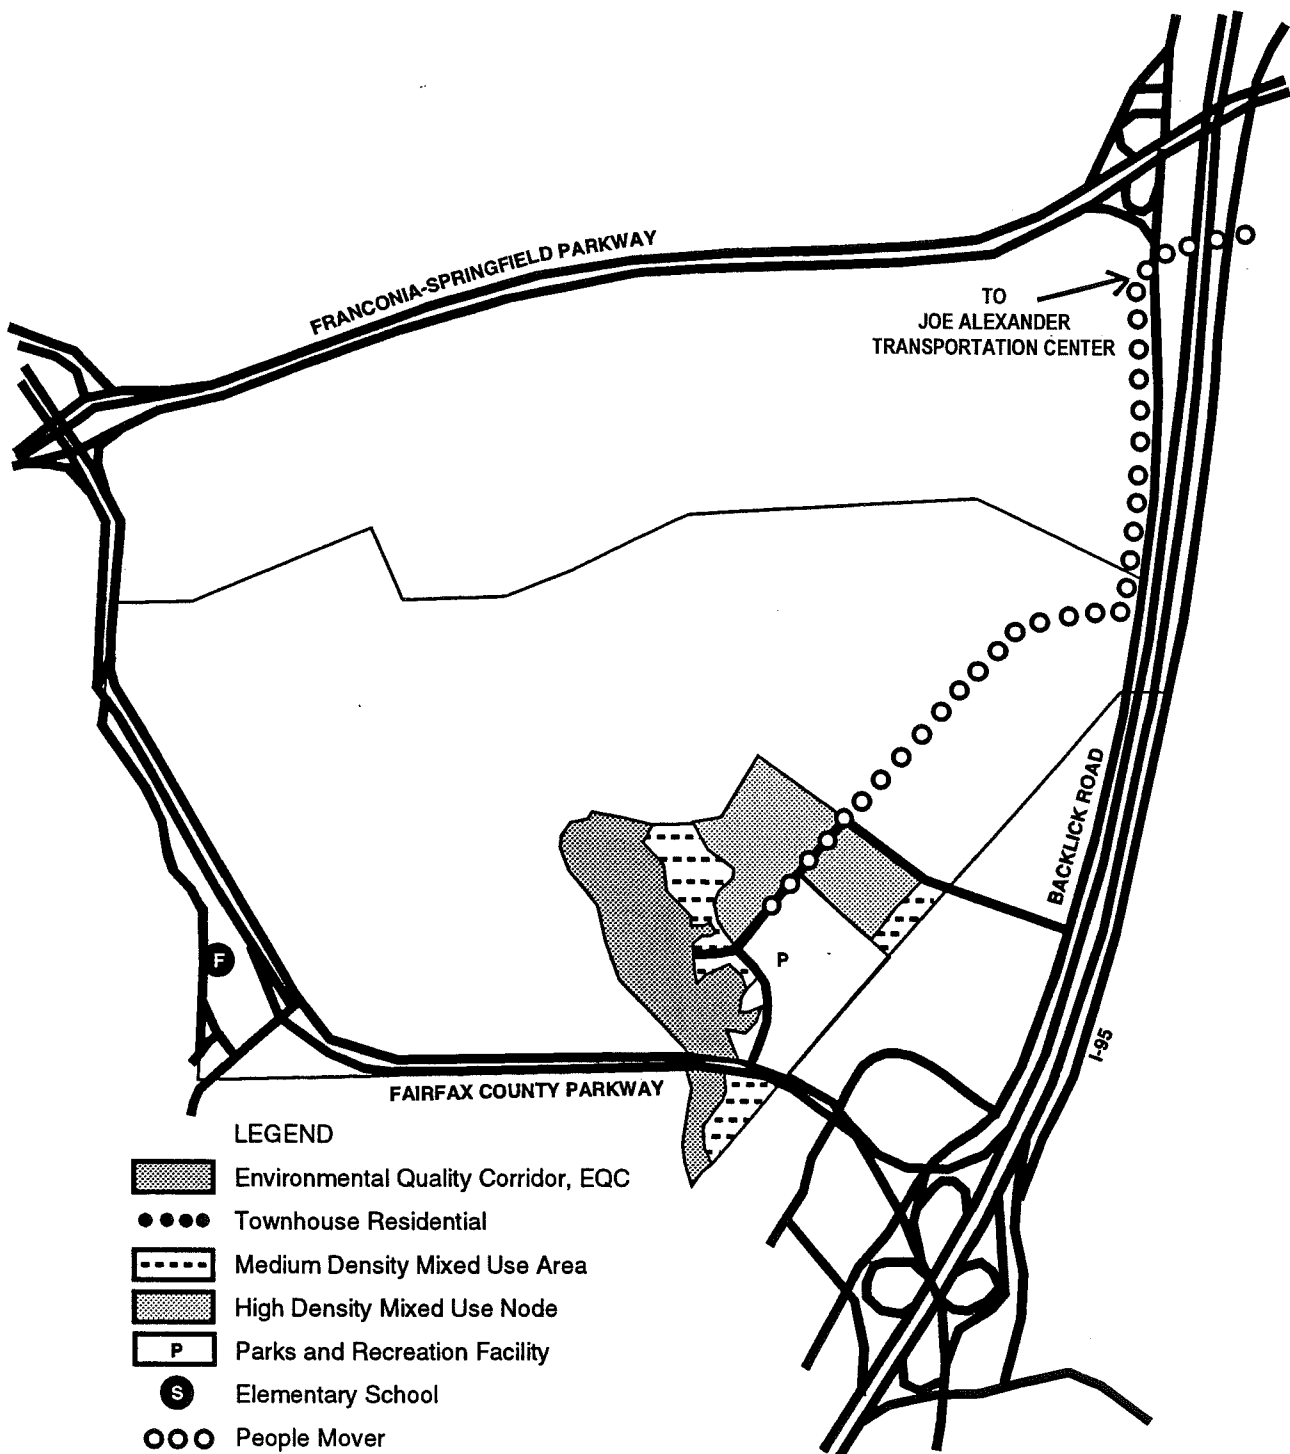 FRANCONIA-SPRINGFIELD PARKWAY
TO
JOE ALEXANDER
TRANSPORTATION CENTER
BACKLICK ROAD
P
F
I-95
FAIRFAX COUNTY PARKWAY
LEGEND
Environmental Quality Corridor, EQC
Townhouse Residential
Medium Density Mixed Use Area
High Density Mixed Use Node
P Parks and Recreation Facility
S Elementary School
People Mover